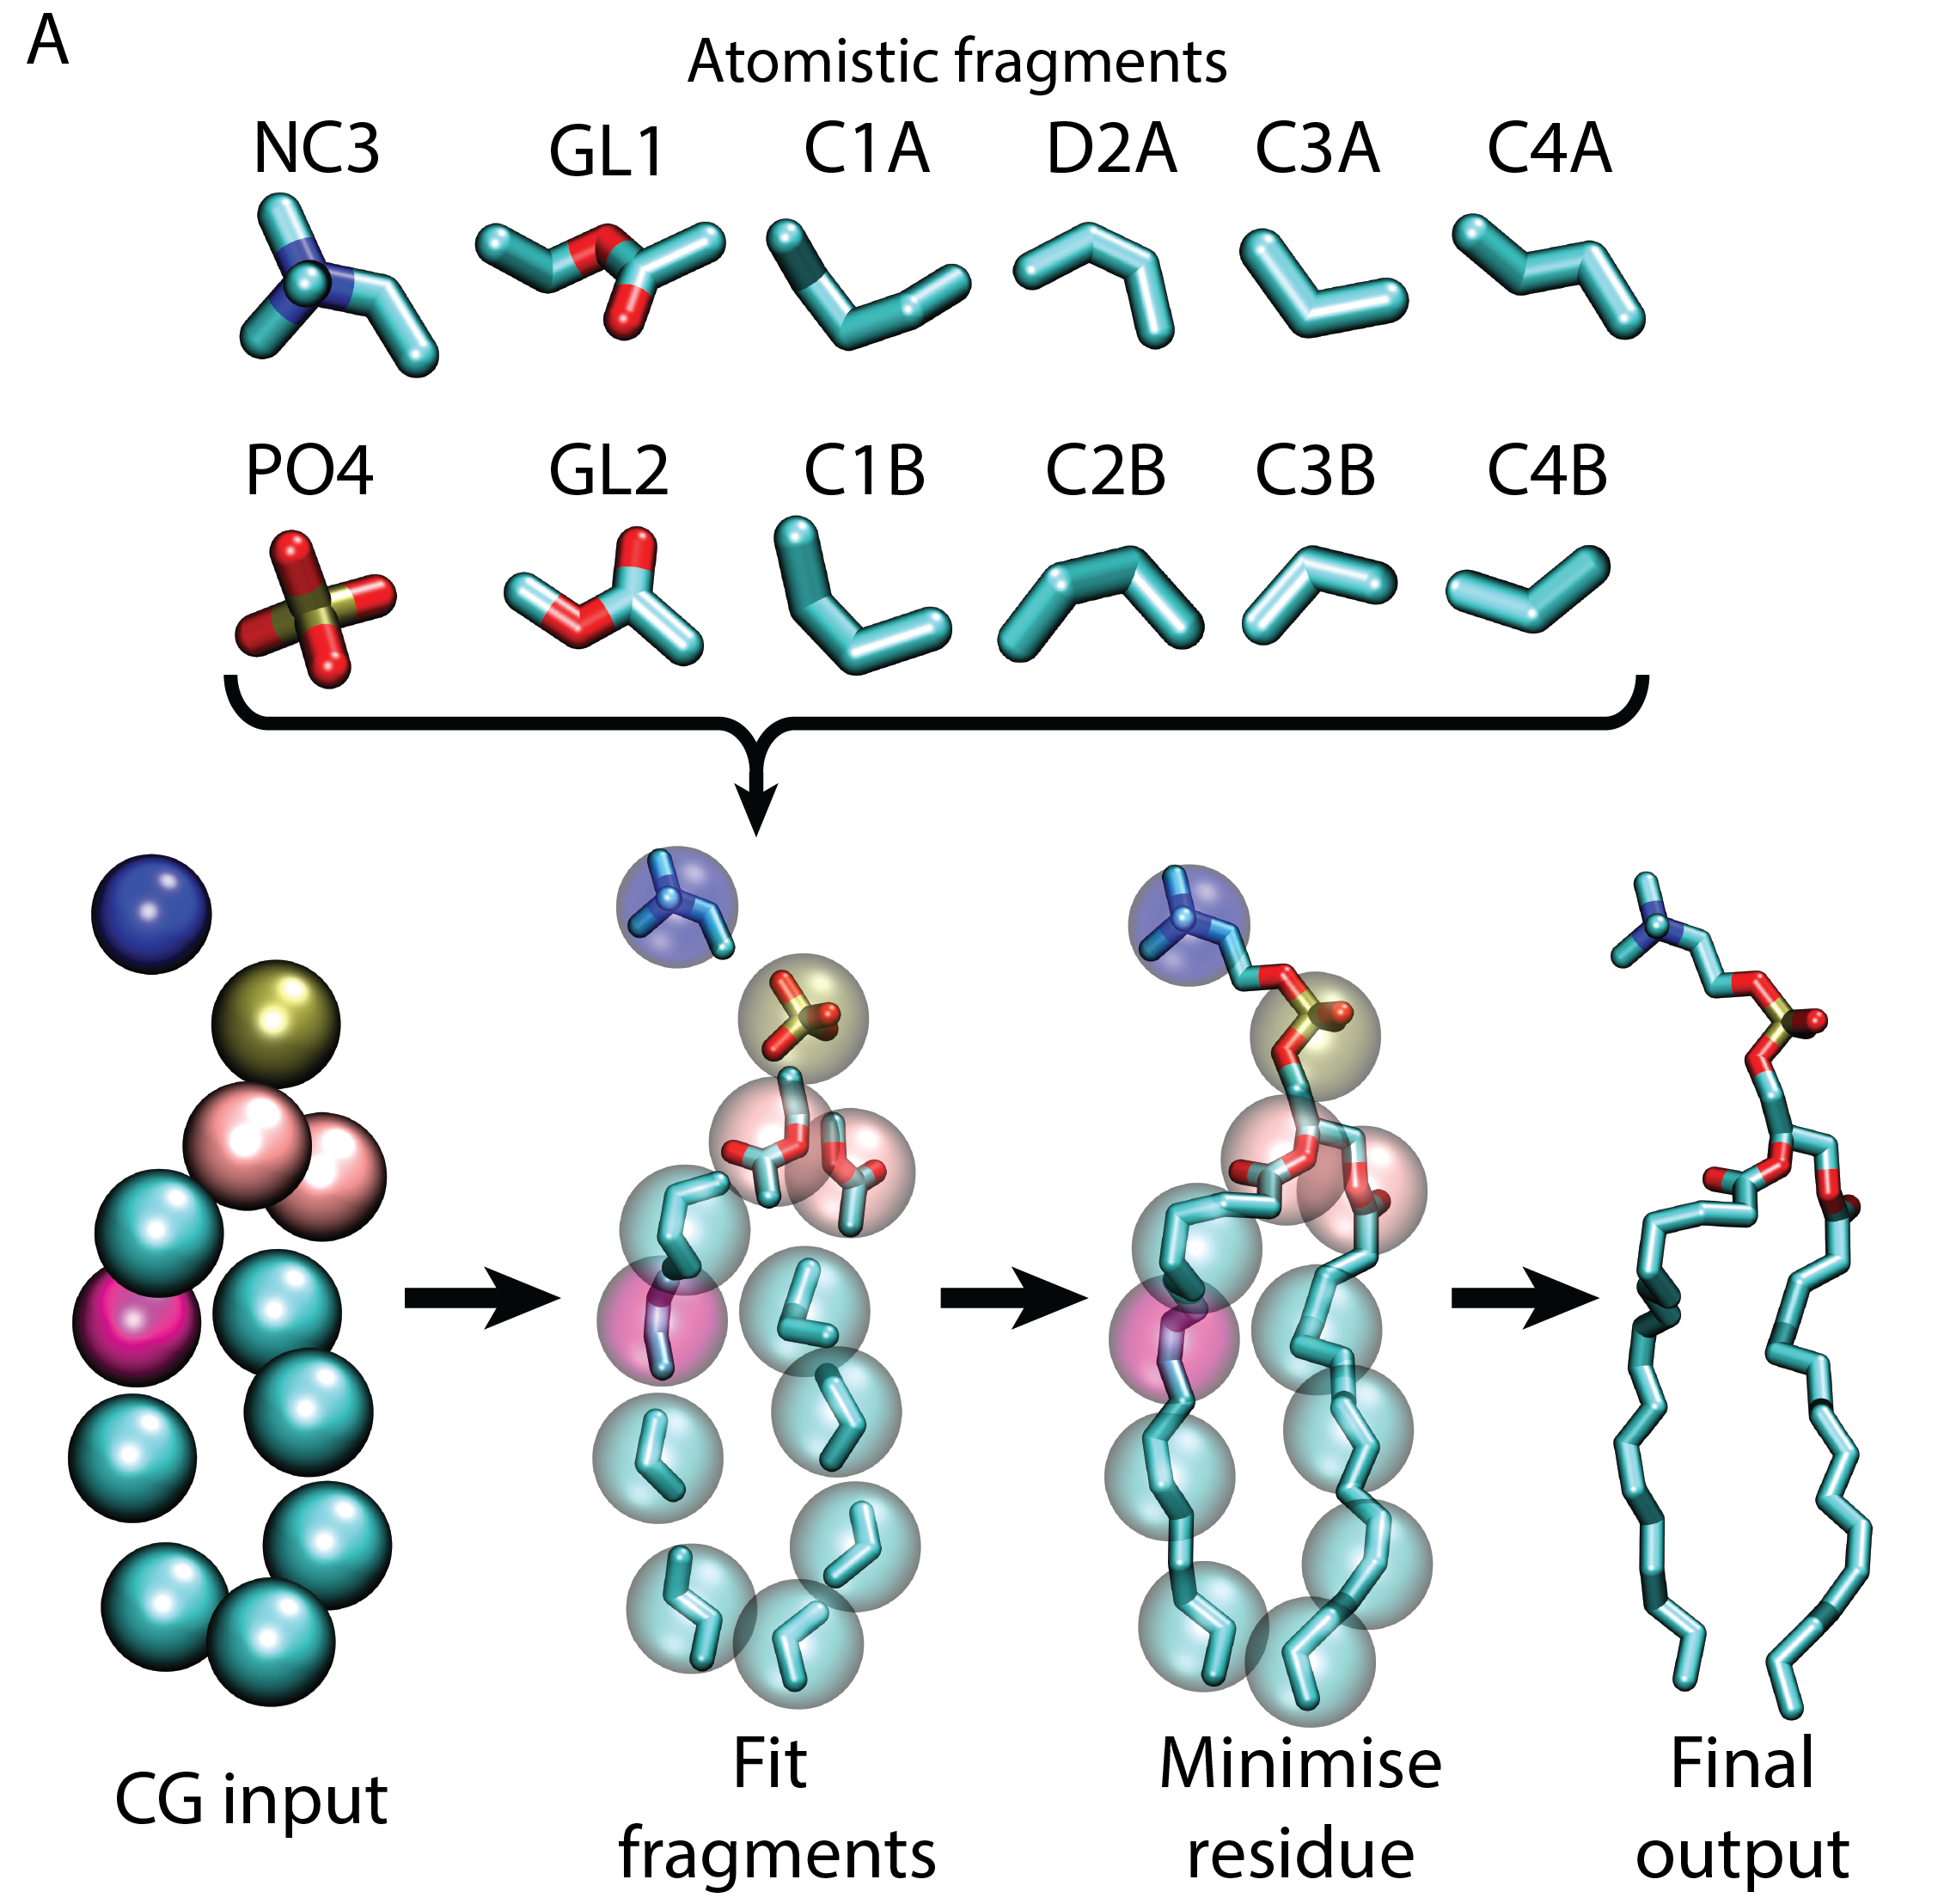 A
Atomistic fragments
NC3 GL1 C1A D2A C3A C4A
PO4 GL2 C1B C2B C3B C4B
CG input
Fit
fragments
Minimise
residue
Final
output